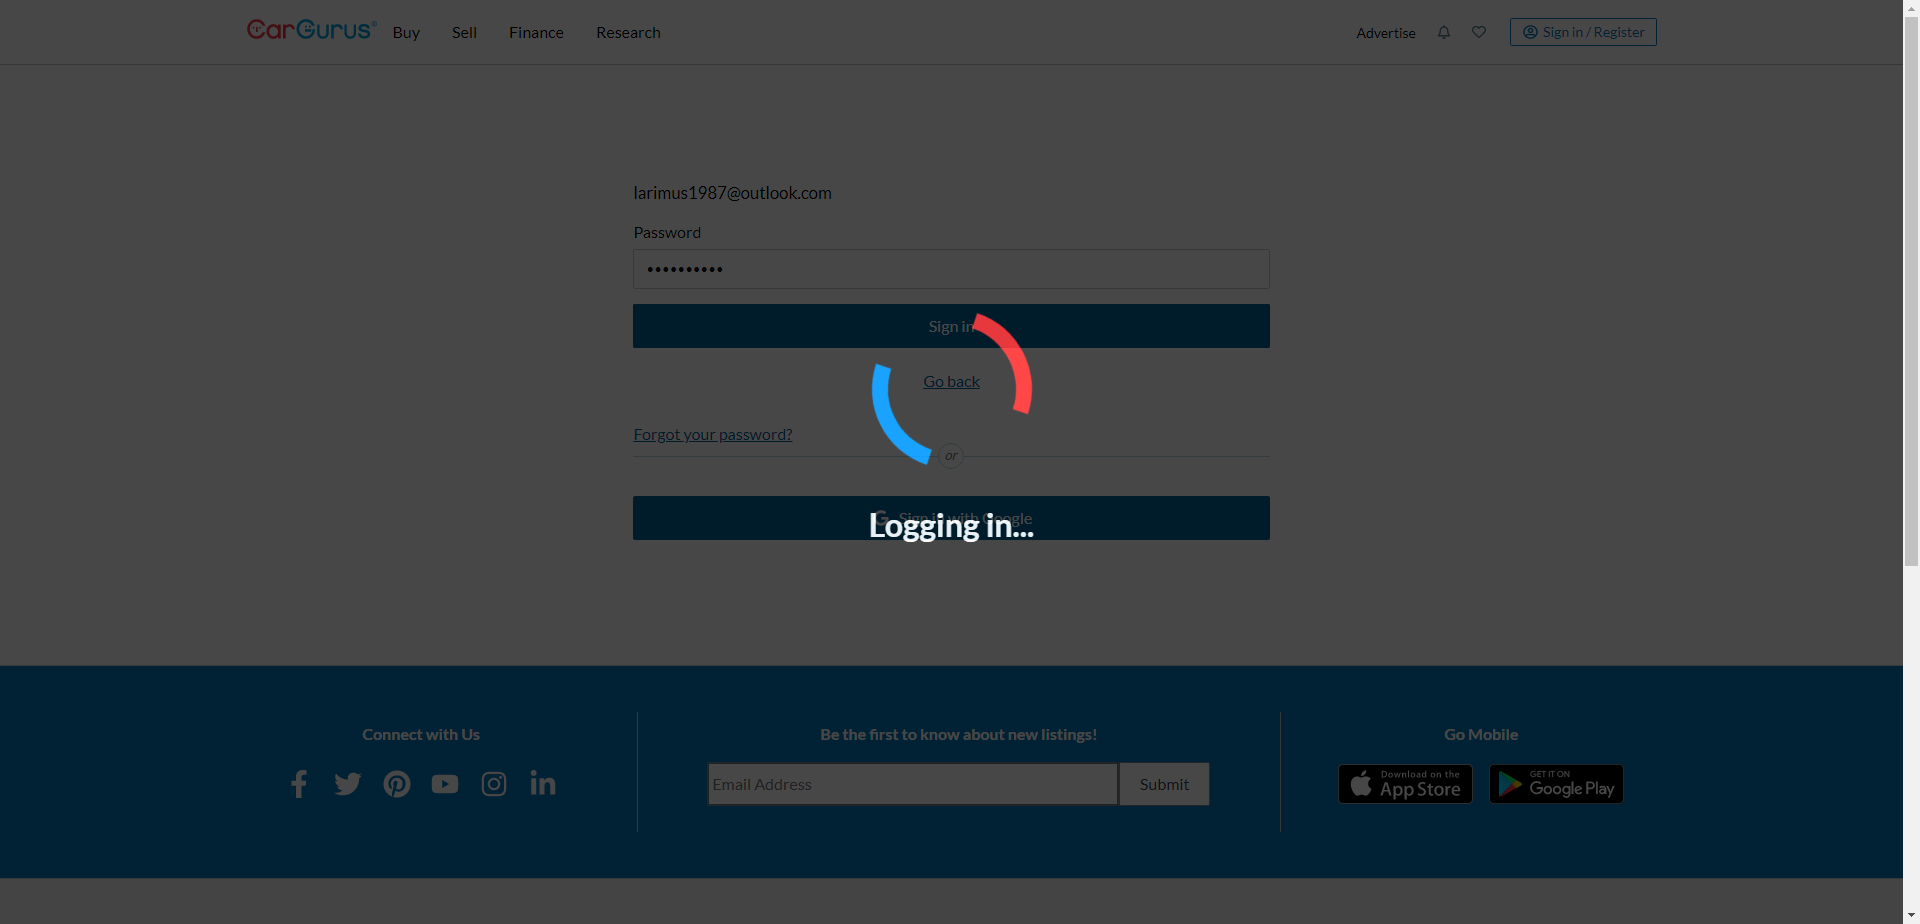 CarGurus®
Buy
Sell
Finance
Research
Advertise
Sign in / Register
larimus1987@outlook.com
Password
Sign in
Go back
Forgot your password?
or
Sign in with Google
Logging in...
Connect with Us
Be the first to know about new listings!
Email Address
Submit
Go Mobile
Download on the
App Store
GET IT ON
Google Play